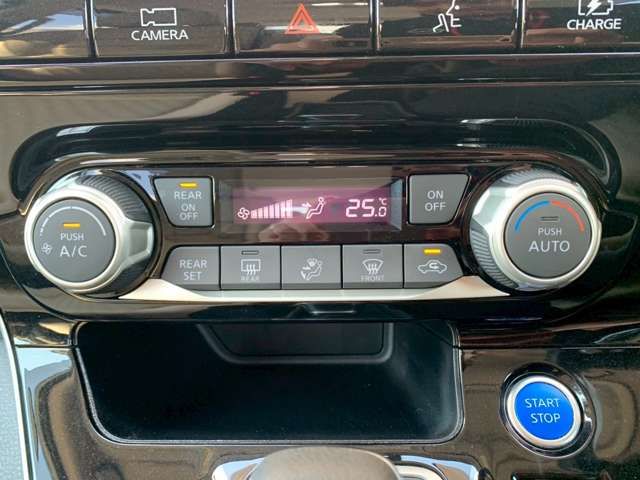 CAMERA
CHARGE
REAR
ON
OFF
25.0
°C
ON
OFF
PUSH
A/C
PUSH
AUTO
REAR
SET
REAR
FRONT
START
STOP